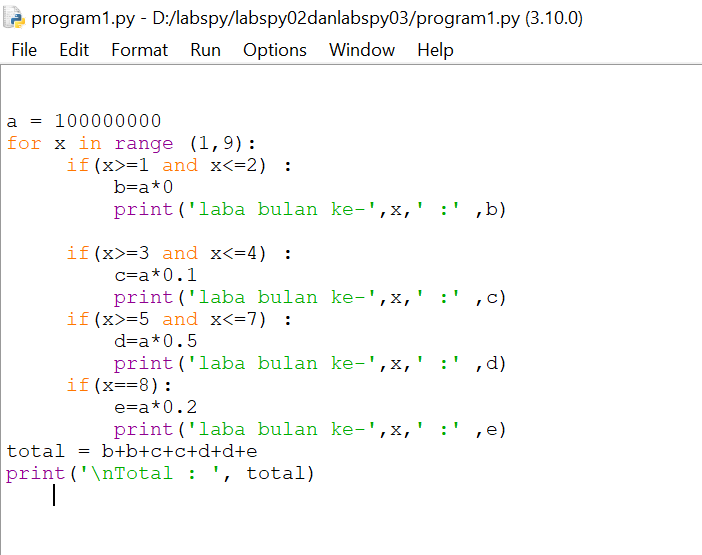 program1.py - D:/labspy/labspy02danlabspy03/program1.py (3.10.0)
File Edit Format Run Options Window Help
a = 100000000
for x in range (1,9):
     if(x>=1 and x<=2) :
         b=a*0
         print('laba bulan ke-',x,' :' ,b)
     if(x>=3 and x<=4) :
         c=a*0.1
         print('laba bulan ke-',x,' :' ,c)
     if(x>=5 and x<=7) :
         d=a*0.5
         print('laba bulan ke-',x,' :' ,d)
     if(x==8):
         e=a*0.2
         print('laba bulan ke-',x,' :' ,e)
total = b+b+c+c+d+d+e
print('\nTotal : ', total)